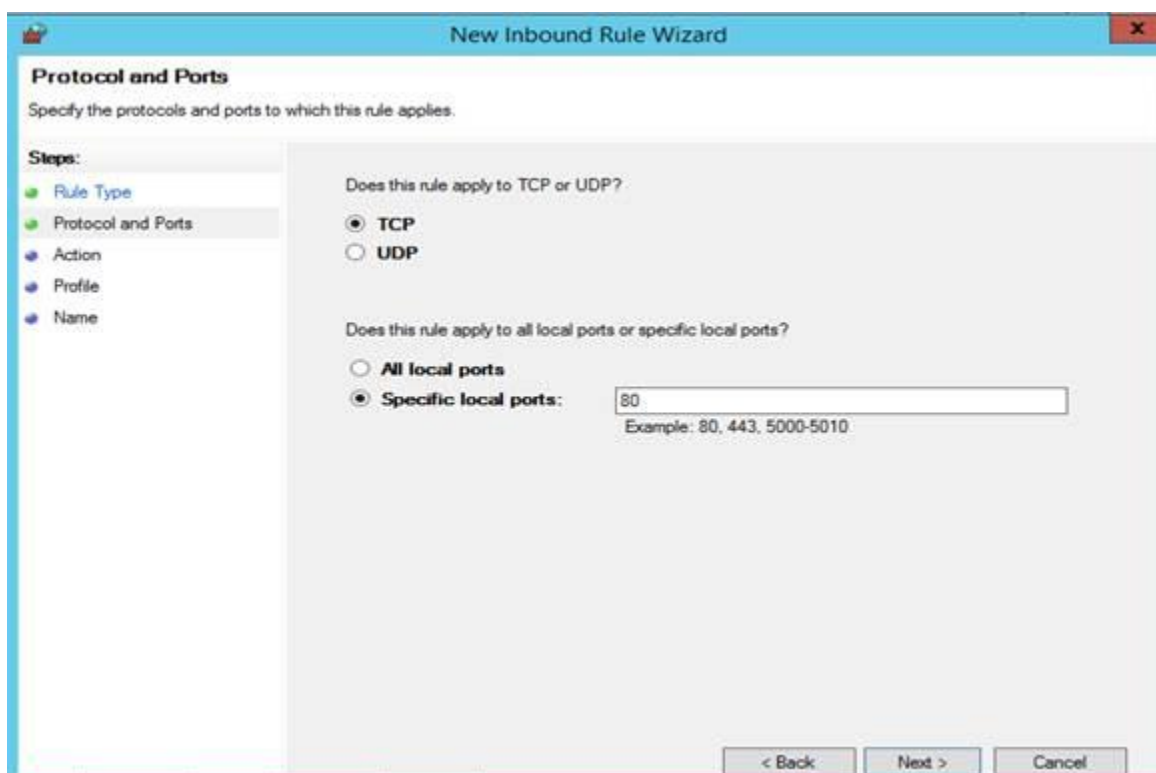 New Inbound Rule Wizard
x
Protocol and Ports
Specify the protocols and ports to which this rule applies.
Steps:
Rule Type
Protocol and Ports
Action
Profile
Name
Does this rule apply to TCP or UDP?
TCP
UDP
Does this rule apply to all local ports or specific local ports?
All local ports
Specific local ports:
80
Example: 80, 443, 5000-5010
< Back
Next >
Cancel